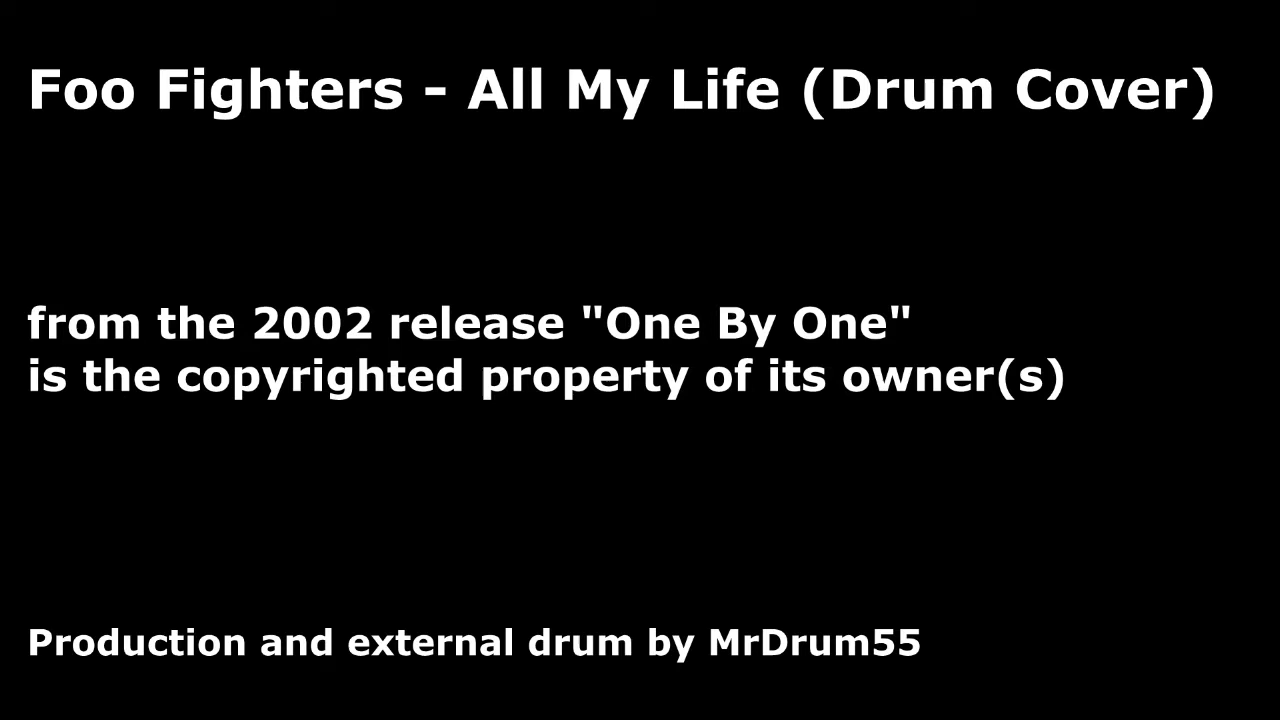 Foo Fighters - All My Life (Drum Cover)
from the 2002 release "One By One"
is the copyrighted property of its owner(s)
Production and external drum by MrDrum55